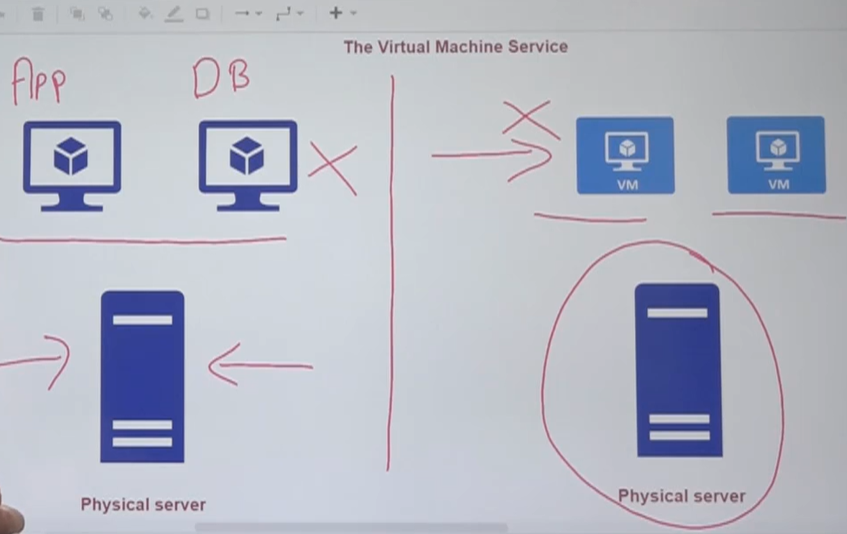 The Virtual Machine Service
App
DB
VM
VM
Physical server
Physical server